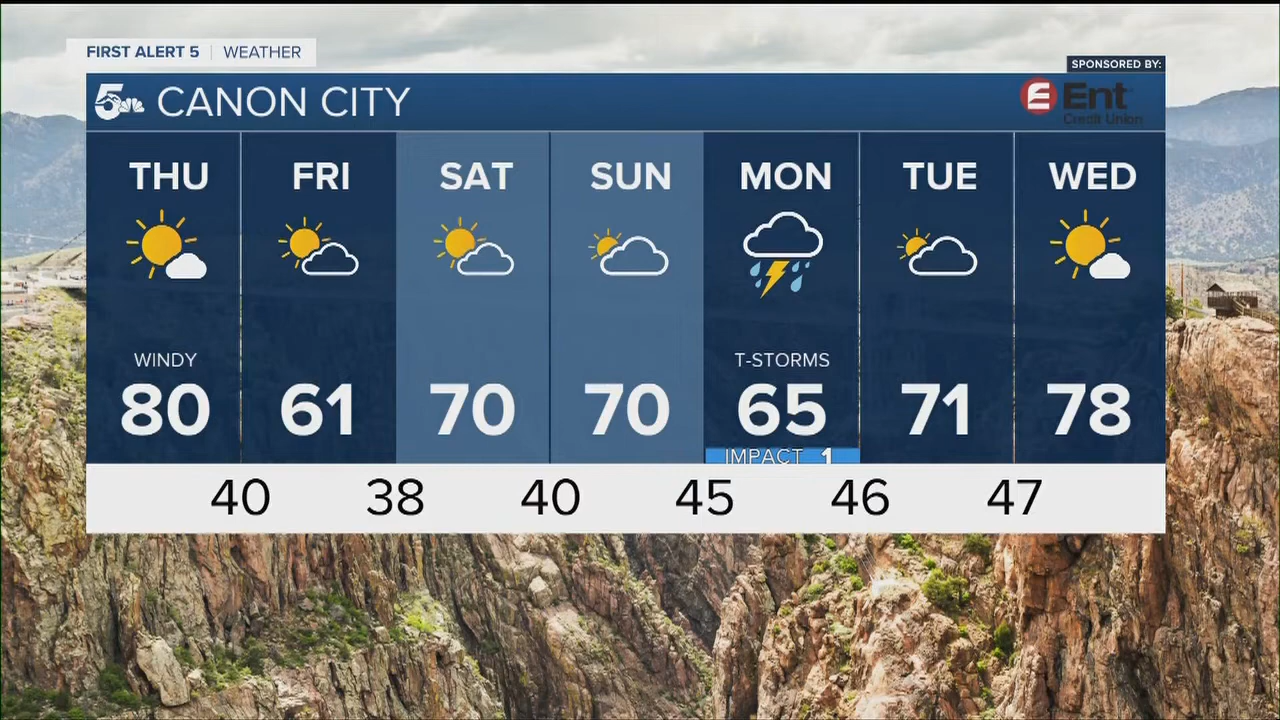 FIRST ALERT 5 | WEATHER
SPONSORED BY:
5 CANON CITY
Ent
Credit Union
THU FRI SAT SUN MON TUE WED
WINDY T-STORMS
80 61 70 70 65 71 78
IMPACT 1
40 38 40 45 46 47